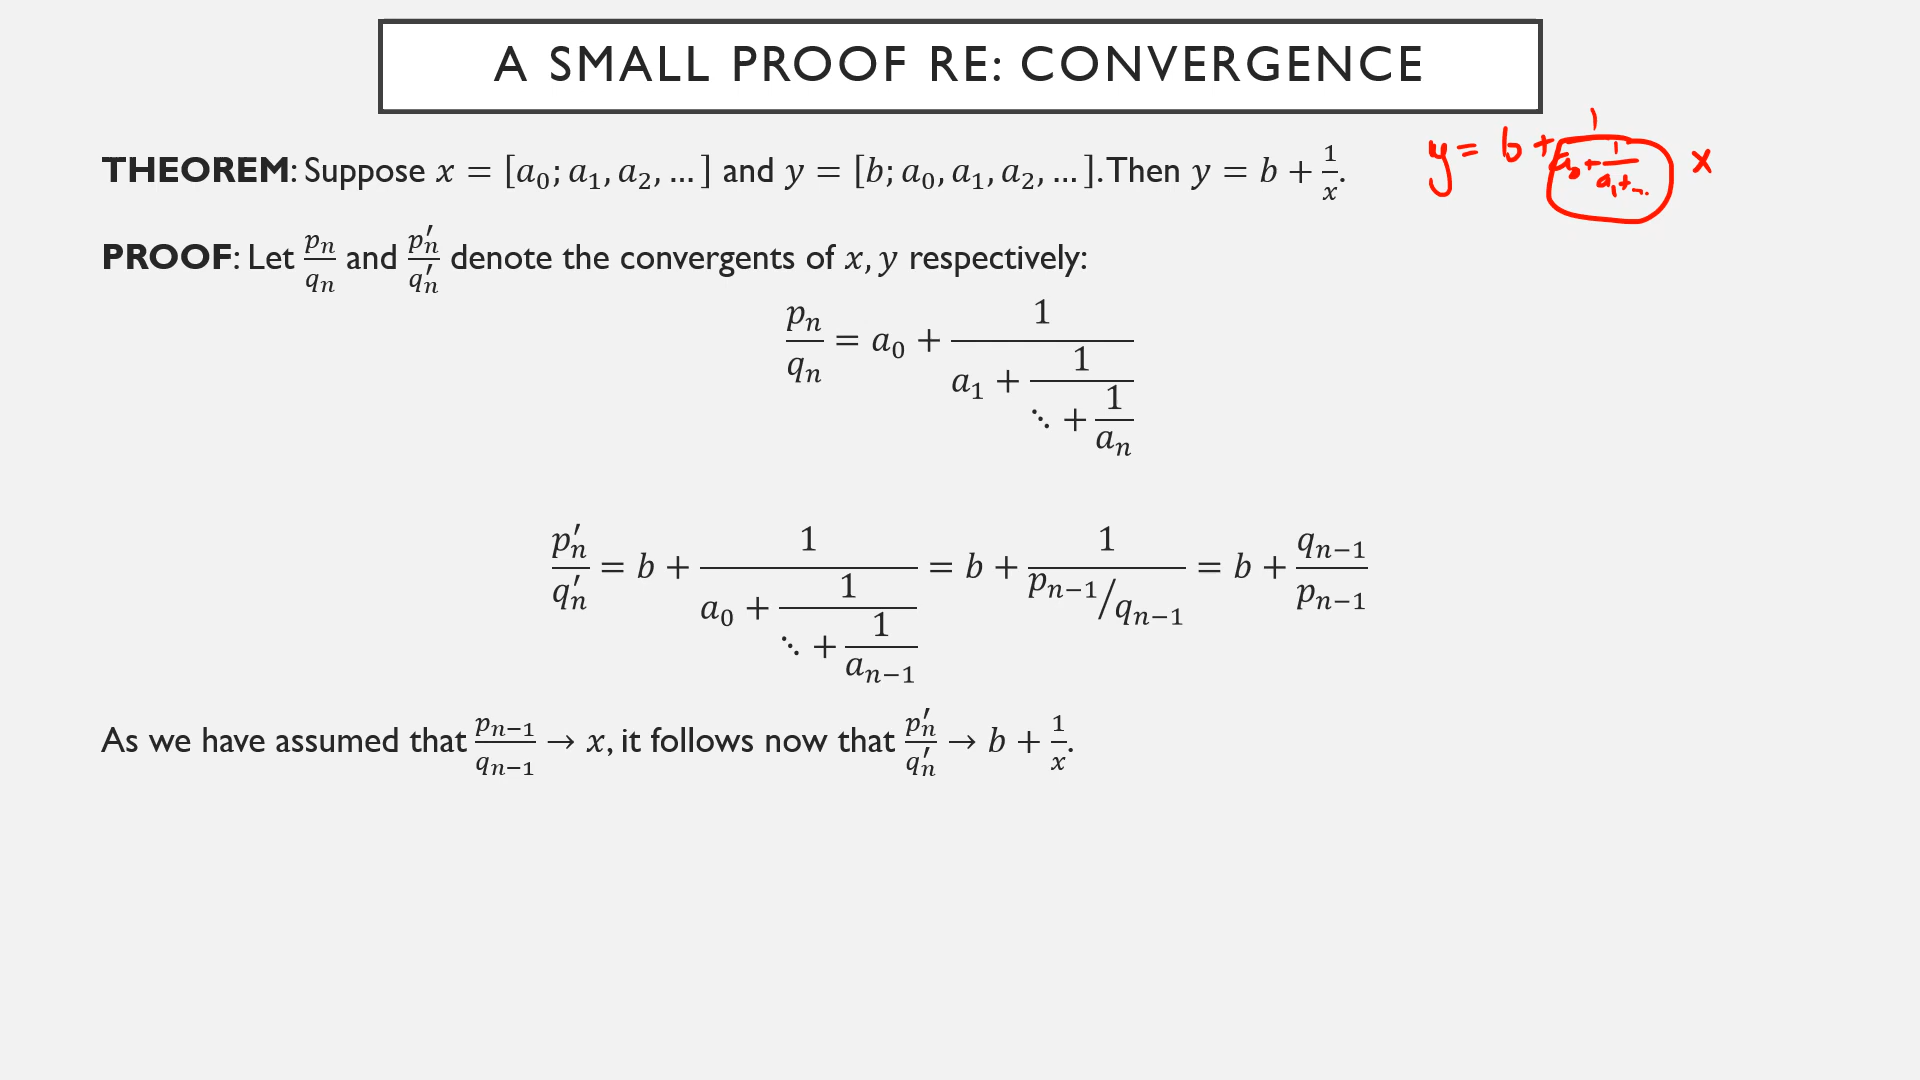 A SMALL PROOF RE: CONVERGENCE
THEOREM: Suppose x = [a₀; a₁, a₂, … ] and y = [b; a₀, a₁, a₂, … ]. Then y = b + 1/x.
y = b + 1/(a₀ + 1/(a₁ + ...)) x
PROOF: Let pₙ/qₙ and p′ₙ/q′ₙ denote the convergents of x, y respectively:
pₙ/qₙ = a₀ + 1/(a₁ + 1/(⋱ + 1/aₙ))
p′ₙ/q′ₙ = b + 1/(a₀ + 1/(⋱ + 1/aₙ₋₁)) = b + 1/(pₙ₋₁/qₙ₋₁) = b + qₙ₋₁/pₙ₋₁
As we have assumed that pₙ₋₁/qₙ₋₁ → x, it follows now that p′ₙ/q′ₙ → b + 1/x.